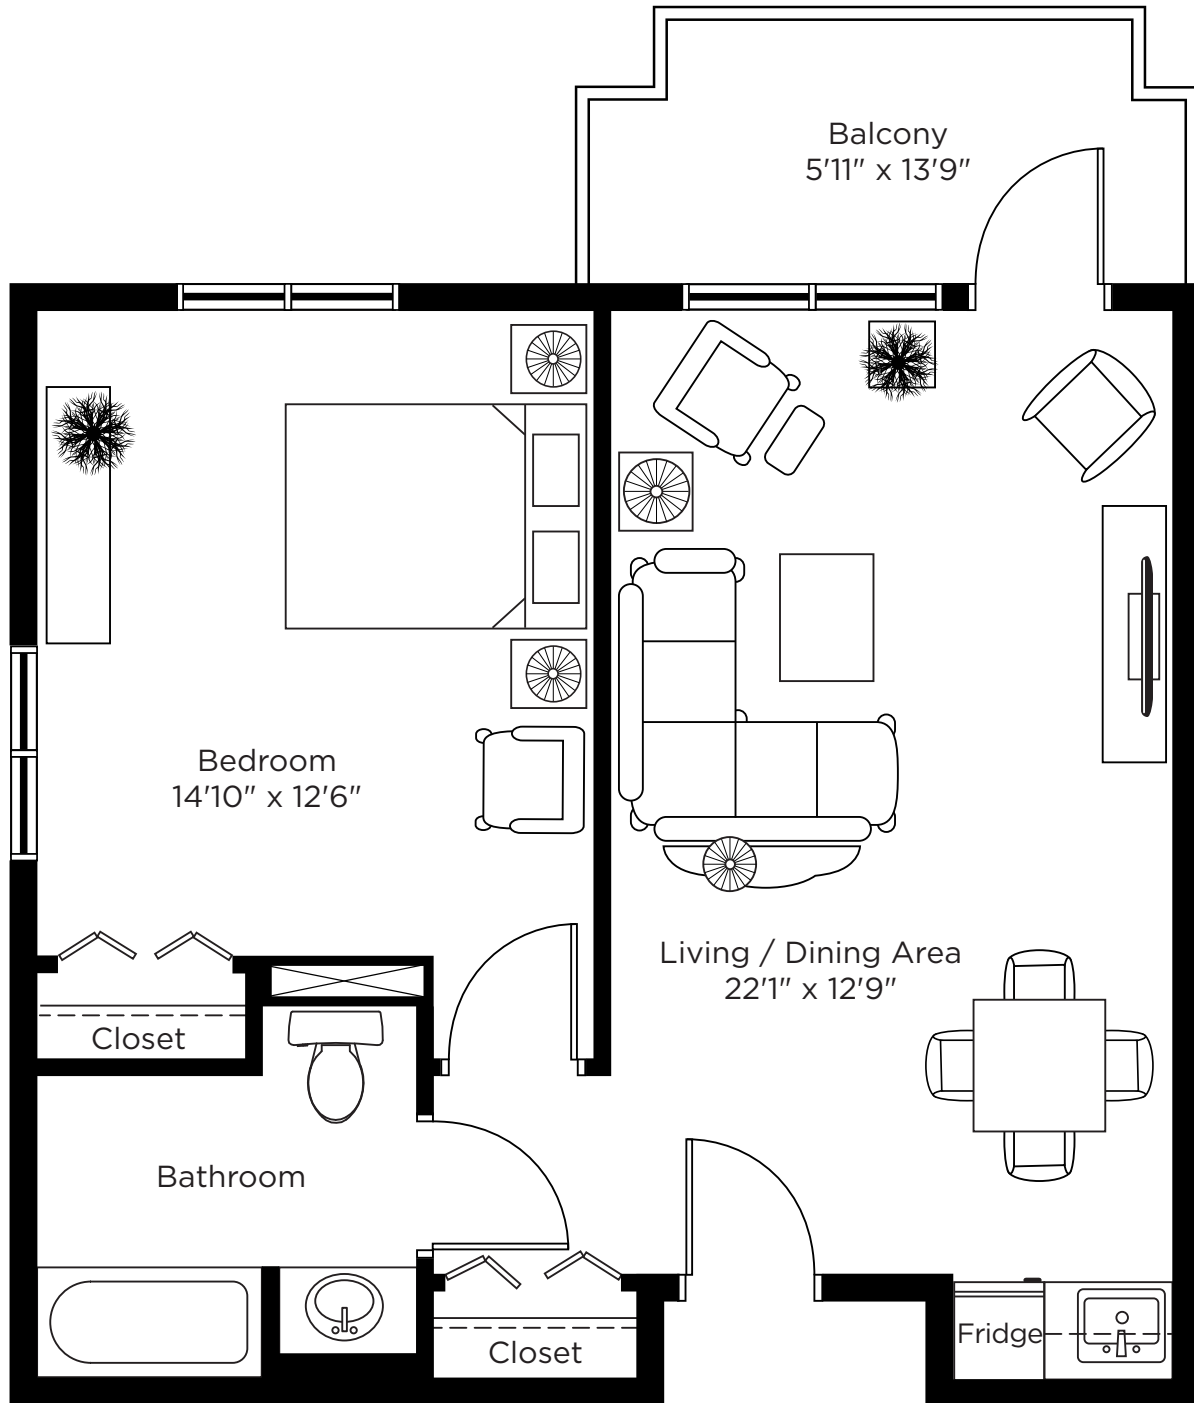 Balcony
5'11" x 13'9"
Bedroom
14'10" x 12'6"
Living / Dining Area
22'1" x 12'9"
Closet
Bathroom
Fridge
Closet